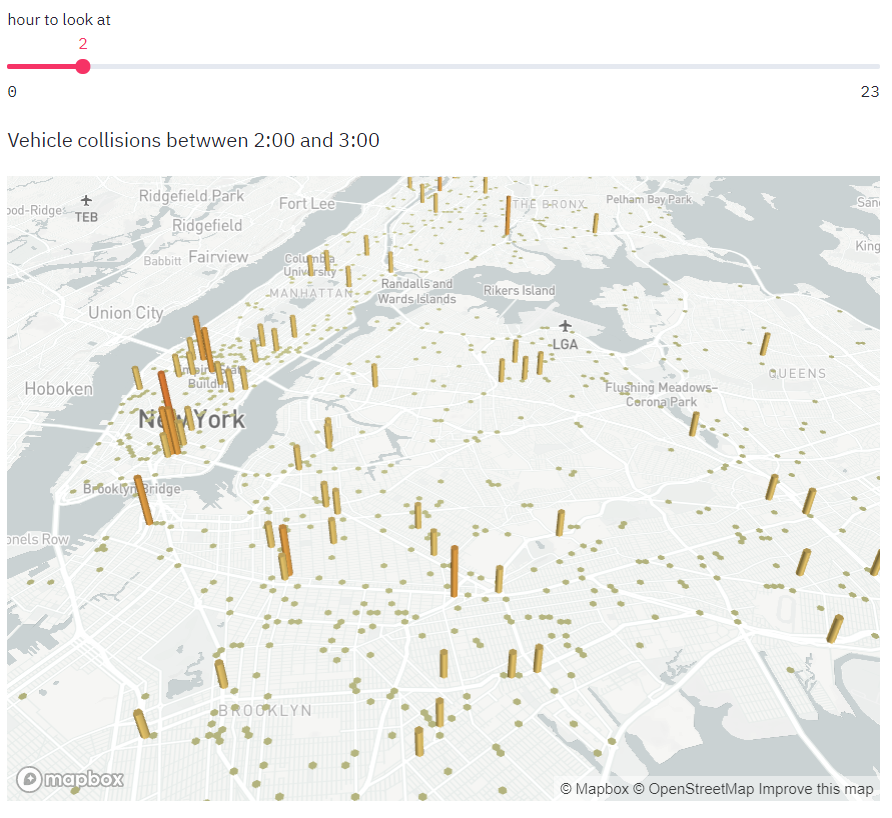 hour to look at
2
0
23
Vehicle collisions betwwen 2:00 and 3:00
ood-Ridge
TEB
Ridgefield Park
Fort Lee
THE BRONX
Pelham Bay Park
San
Ridgefield
King
Babbitt
Fairview
Columbia
University
MANHATTAN
Randalls and
Wards Islands
Rikers Island
Union City
LGA
Empire State
Building
QUEENS
Hoboken
Flushing Meadows–
Corona Park
New York
Brooklyn Bridge
onels Row
BROOKLYN
mapbox
© Mapbox © OpenStreetMap Improve this map